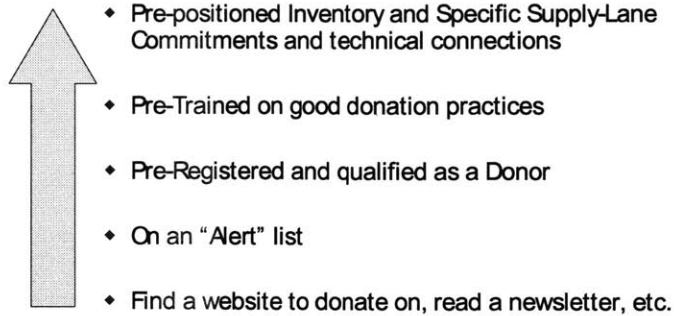 ◆ Pre-positioned Inventory and Specific Supply-Lane
Commitments and technical connections
◆ Pre-Trained on good donation practices
◆ Pre-Registered and qualified as a Donor
◆ On an “Alert” list
◆ Find a website to donate on, read a newsletter, etc.